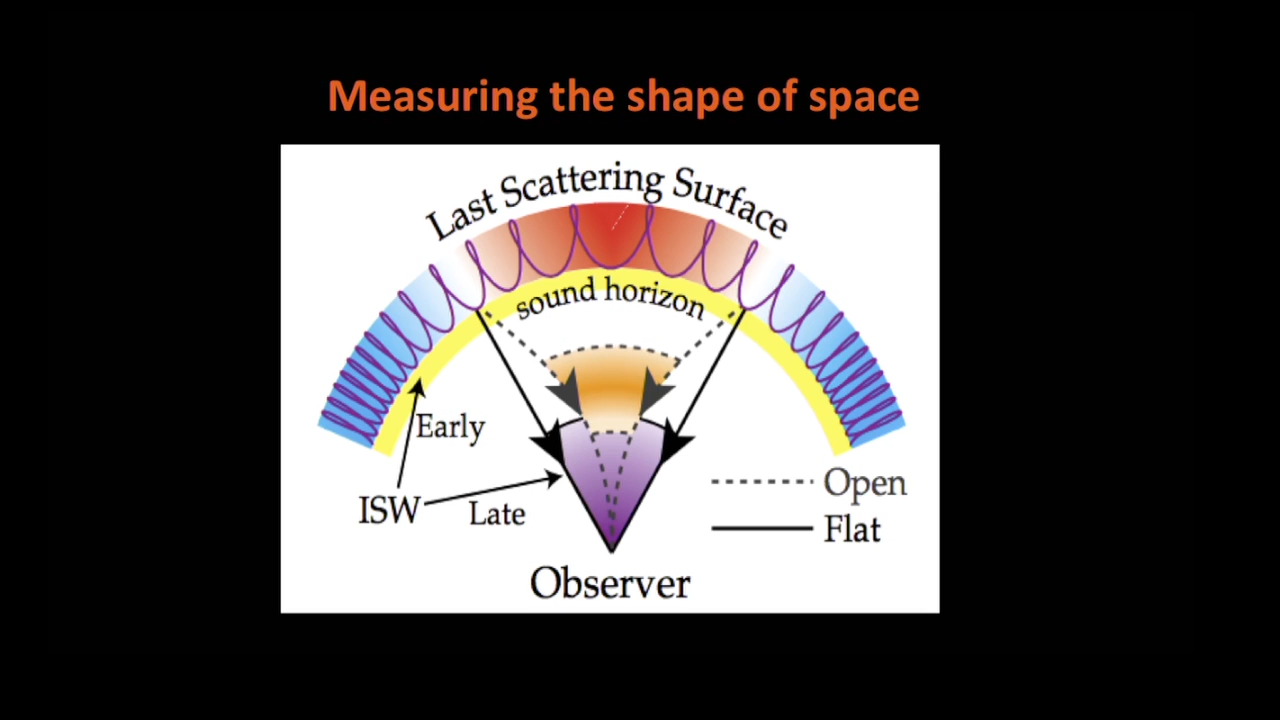 Measuring the shape of space
Last Scattering Surface
sound horizon
Early
ISW
Late
Open
Flat
Observer